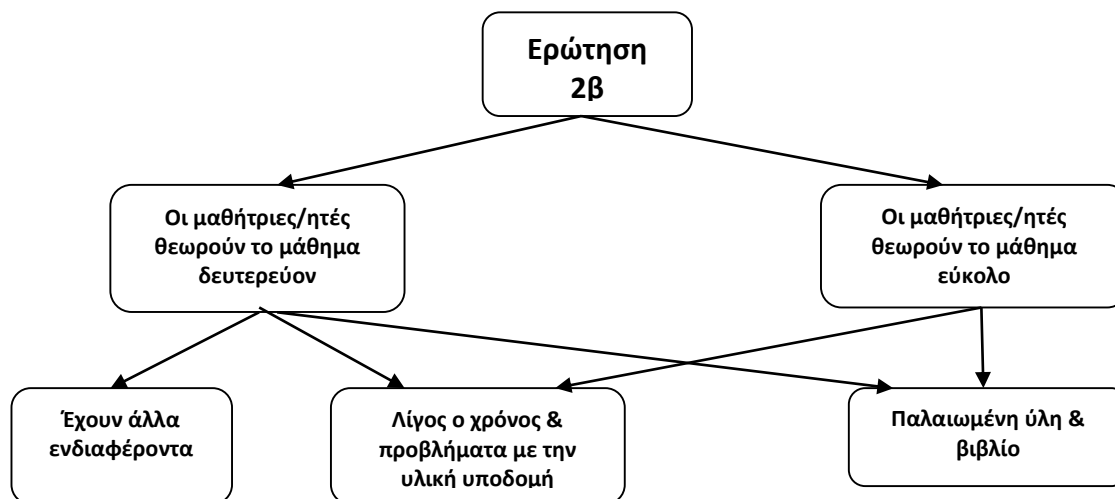 Ερώτηση
2β
Οι μαθήτριες/ητές
θεωρούν το μάθημα
δευτερεύον
Οι μαθήτριες/ητές
θεωρούν το μάθημα
εύκολο
Έχουν άλλα
ενδιαφέροντα
Λίγος ο χρόνος &
προβλήματα με την
υλική υποδομή
Παλαιωμένη ύλη &
βιβλίο